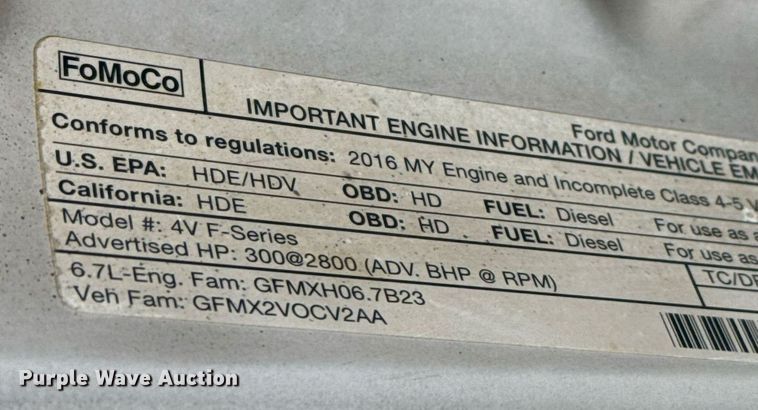 FoMoCo
Ford Motor Compan
IMPORTANT ENGINE INFORMATION / VEHICLE EM
Conforms to regulations: 2016 MY Engine and Incomplete Class 4-5 V
U.S. EPA: HDE/HDV OBD: HD FUEL: Diesel For use as a
California: HDE OBD: HD FUEL: Diesel For use as
Model #: 4V F-Series
Advertised HP: 300@2800 (ADV. BHP @ RPM)
TC/DF
6.7L-Eng. Fam: GFMXH06.7B23
Veh Fam: GFMX2VOCV2AA
Purple Wave Auction